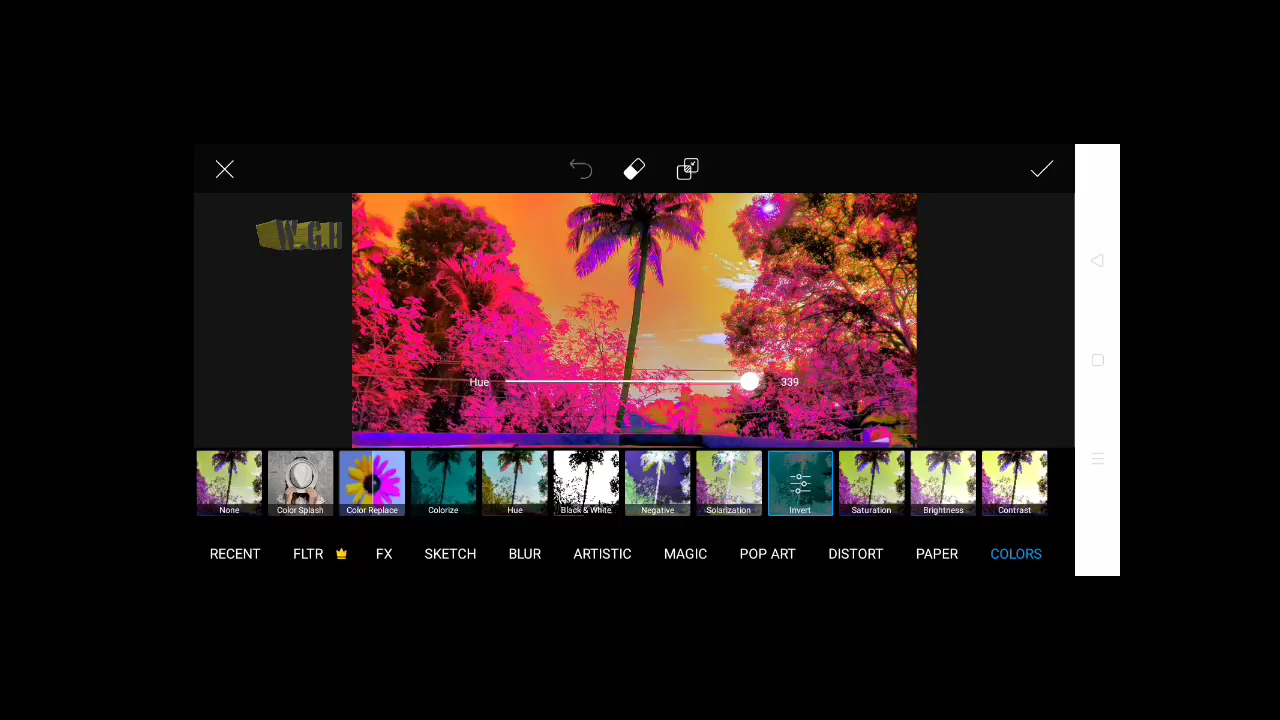 W.G.H
Hue 339
None Color Splash Color Replace Colorize Hue Black & White Negative Solarization Invert Saturation Brightness Contrast
RECENT FLTR FX SKETCH BLUR ARTISTIC MAGIC POP ART DISTORT PAPER COLORS